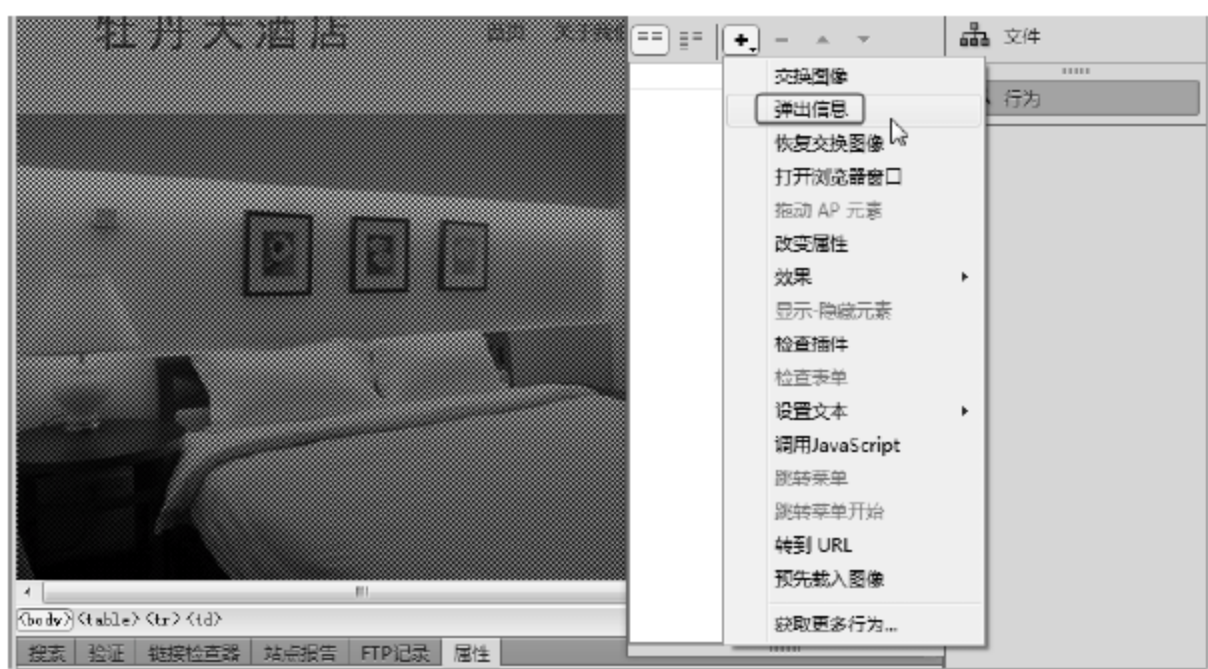 牡丹大酒店
首页 关于我们
文件
行为
交换图像
弹出信息
恢复交换图像
打开浏览器窗口
拖动 AP 元素
改变属性
效果
显示-隐藏元素
检查插件
检查表单
设置文本
调用JavaScript
跳转菜单
跳转菜单开始
转到 URL
预先载入图像
获取更多行为...
<body> <table> <tr> <td>
搜索 验证 链接检查器 站点报告 FTP记录 属性